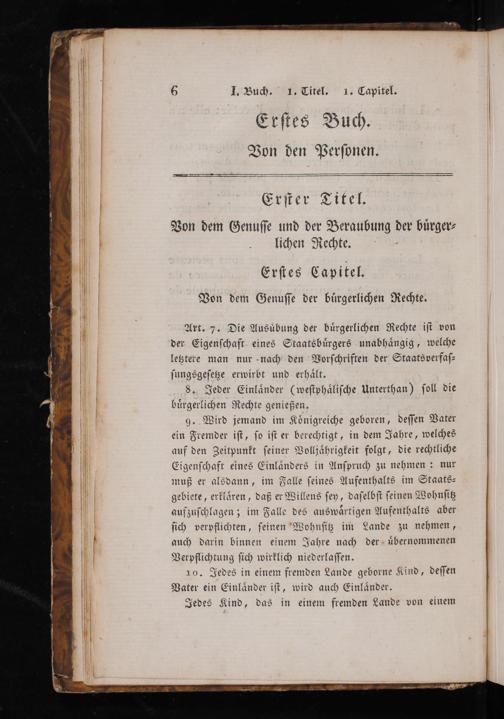 6 I. Buch. 1. Titel. 1. Capitel.
Erstes Buch.
Von den Personen.
Erster Titel.
Von dem Genusse und der Beraubung der bürger-
lichen Rechte.
Erstes Capitel.
Von dem Genusse der bürgerlichen Rechte.
Art. 7. Die Ausübung der bürgerlichen Rechte ist von
der Eigenschaft eines Staatsbürgers unabhängig, welche
letztere man nur nach den Vorschriften der Staatsverfas-
sungsgesetze erwirbt und erhält.
8. Jeder Einländer (westphälische Unterthan) soll die
bürgerlichen Rechte genießen.
9. Wird jemand im Königreiche geboren, dessen Vater
ein Fremder ist, so ist er berechtigt, in dem Jahre, welches
auf den Zeitpunkt seiner Volljährigkeit folgt, die rechtliche
Eigenschaft eines Einländers in Anspruch zu nehmen: nur
muß er alsdann, im Falle seines Aufenthalts im Staats-
gebiete, erklären, daß er Willens sey, daselbst seinen Wohnsitz
aufzuschlagen; im Falle des auswärtigen Aufenthalts aber
sich verpflichten, seinen Wohnsitz im Lande zu nehmen,
auch darin binnen einem Jahre nach der übernommenen
Verpflichtung sich wirklich niederlassen.
10. Jedes in einem fremden Lande geborne Kind, dessen
Vater ein Einländer ist, wird auch Einländer.
Jedes Kind, das in einem fremden Lande von einem